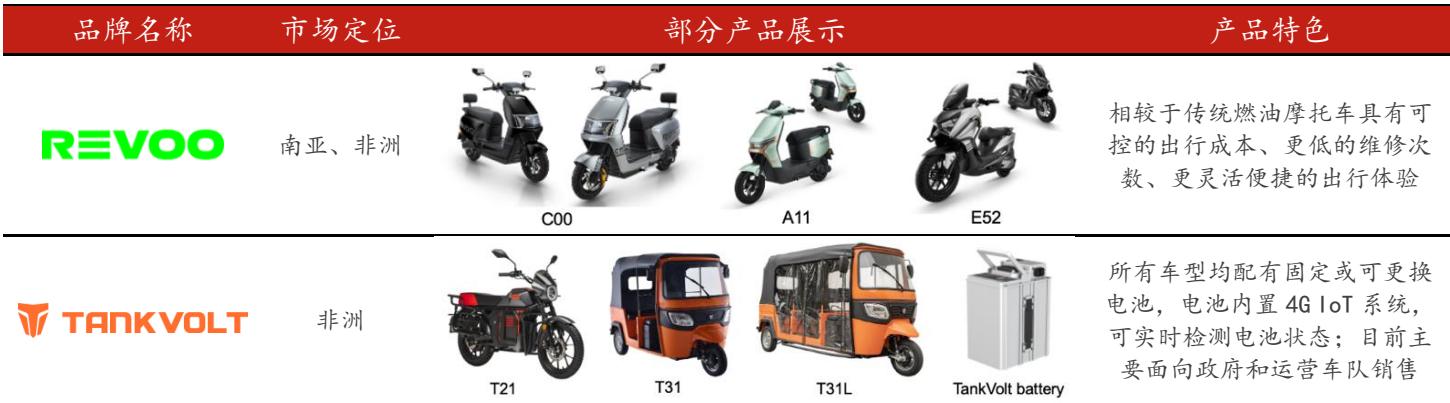 品牌名称 市场定位 部分产品展示 产品特色
REVOO
南亚、非洲
C00 A11 E52
相较于传统燃油摩托车具有可
控的出行成本、更低的维修次
数、更灵活便捷的出行体验
TANKVOLT
非洲
T21 T31 T31L TankVolt battery
所有车型均配有固定或可更换
电池，电池内置 4G IoT 系统，
可实时检测电池状态；目前主
要面向政府和运营车队销售